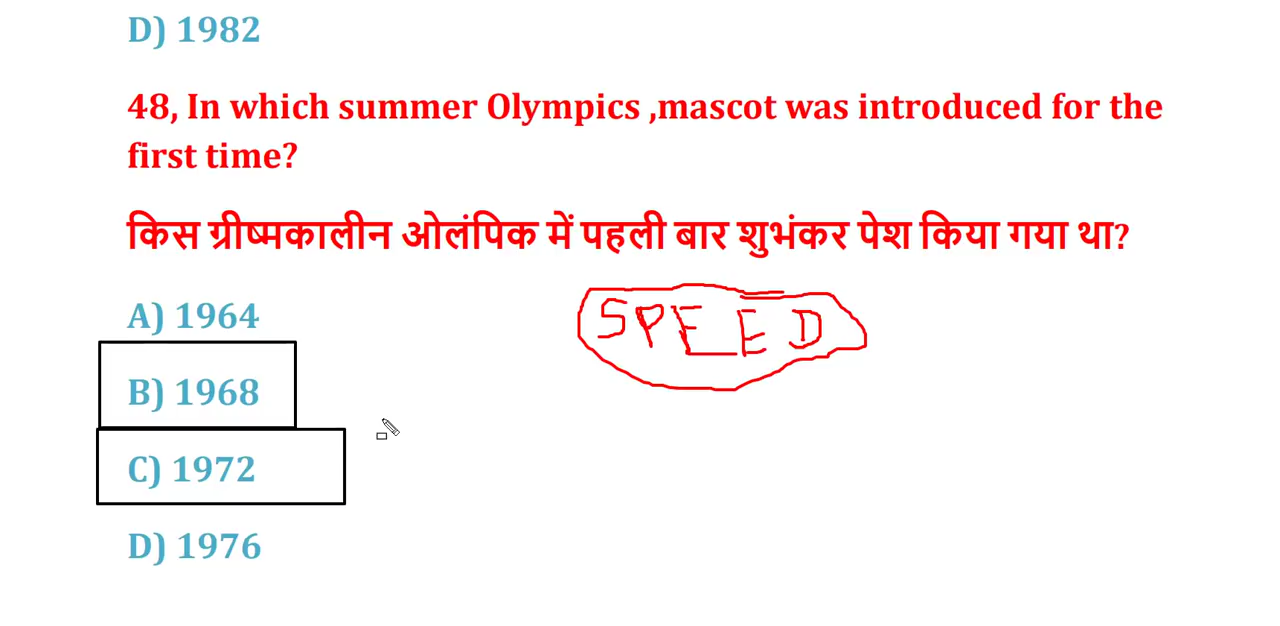 D) 1982
48, In which summer Olympics ,mascot was introduced for the
first time?
किस ग्रीष्मकालीन ओलंपिक में पहली बार शुभंकर पेश किया गया था?
A) 1964
SPEED
B) 1968
C) 1972
D) 1976